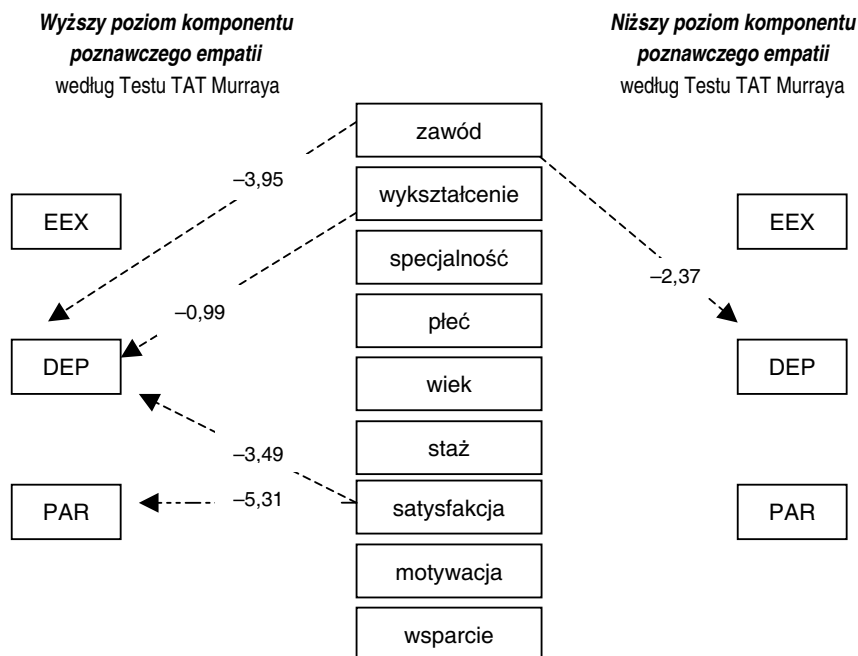 Wyższy poziom komponentu
poznawczego empatii
według Testu TAT Murraya
Niższy poziom komponentu
poznawczego empatii
według Testu TAT Murraya
zawód
–3,95
wykształcenie
EEX
EEX
specjalność
–2,37
–0,99
płeć
DEP
DEP
wiek
staż
–3,49
PAR
–5,31
satysfakcja
PAR
motywacja
wsparcie